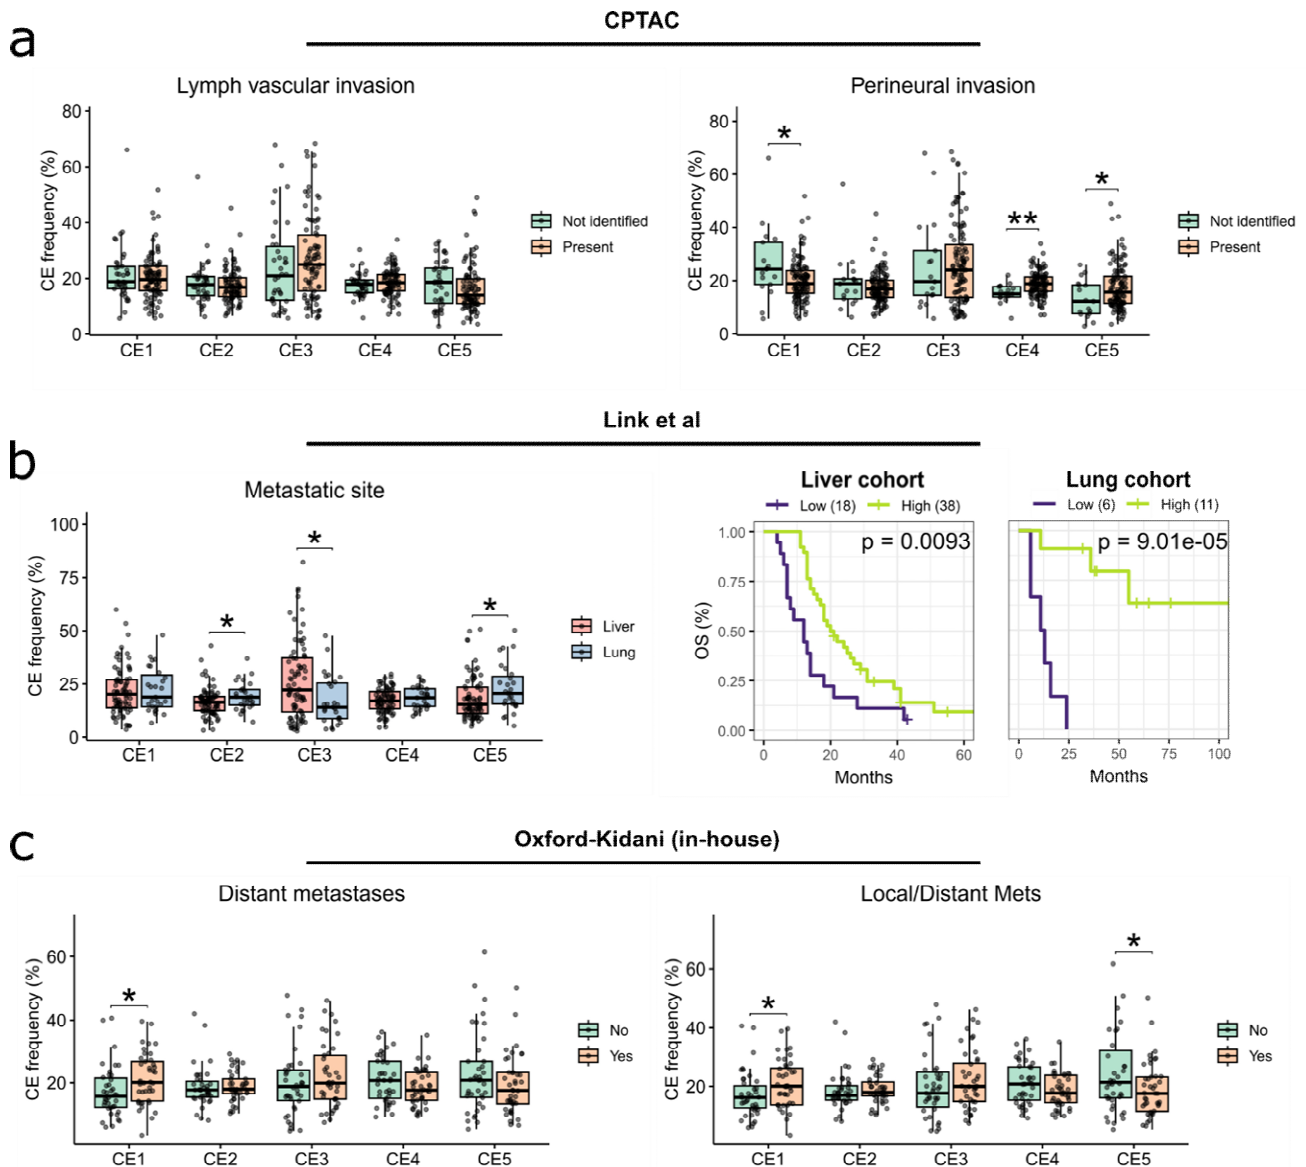 a
CPTAC
Lymph vascular invasion
CE frequency (%)
80
60
40
20
0
CE1 CE2 CE3 CE4 CE5
Not identified
Present
Perineural invasion
CE frequency (%)
80
60
40
20
0
*
**
*
CE1 CE2 CE3 CE4 CE5
Not identified
Present
b
Link et al
Metastatic site
CE frequency (%)
100
75
50
25
0
*
*
*
CE1 CE2 CE3 CE4 CE5
Liver
Lung
Liver cohort
Low (18) High (38)
p = 0.0093
OS (%)
1.00
0.75
0.50
0.25
0.00
0 20 40 60
Months
Lung cohort
Low (6) High (11)
p = 9.01e-05
0 25 50 75 100
Months
c
Oxford-Kidani (in-house)
Distant metastases
CE frequency (%)
60
40
20
*
CE1 CE2 CE3 CE4 CE5
No
Yes
Local/Distant Mets
CE frequency (%)
60
40
20
*
*
CE1 CE2 CE3 CE4 CE5
No
Yes